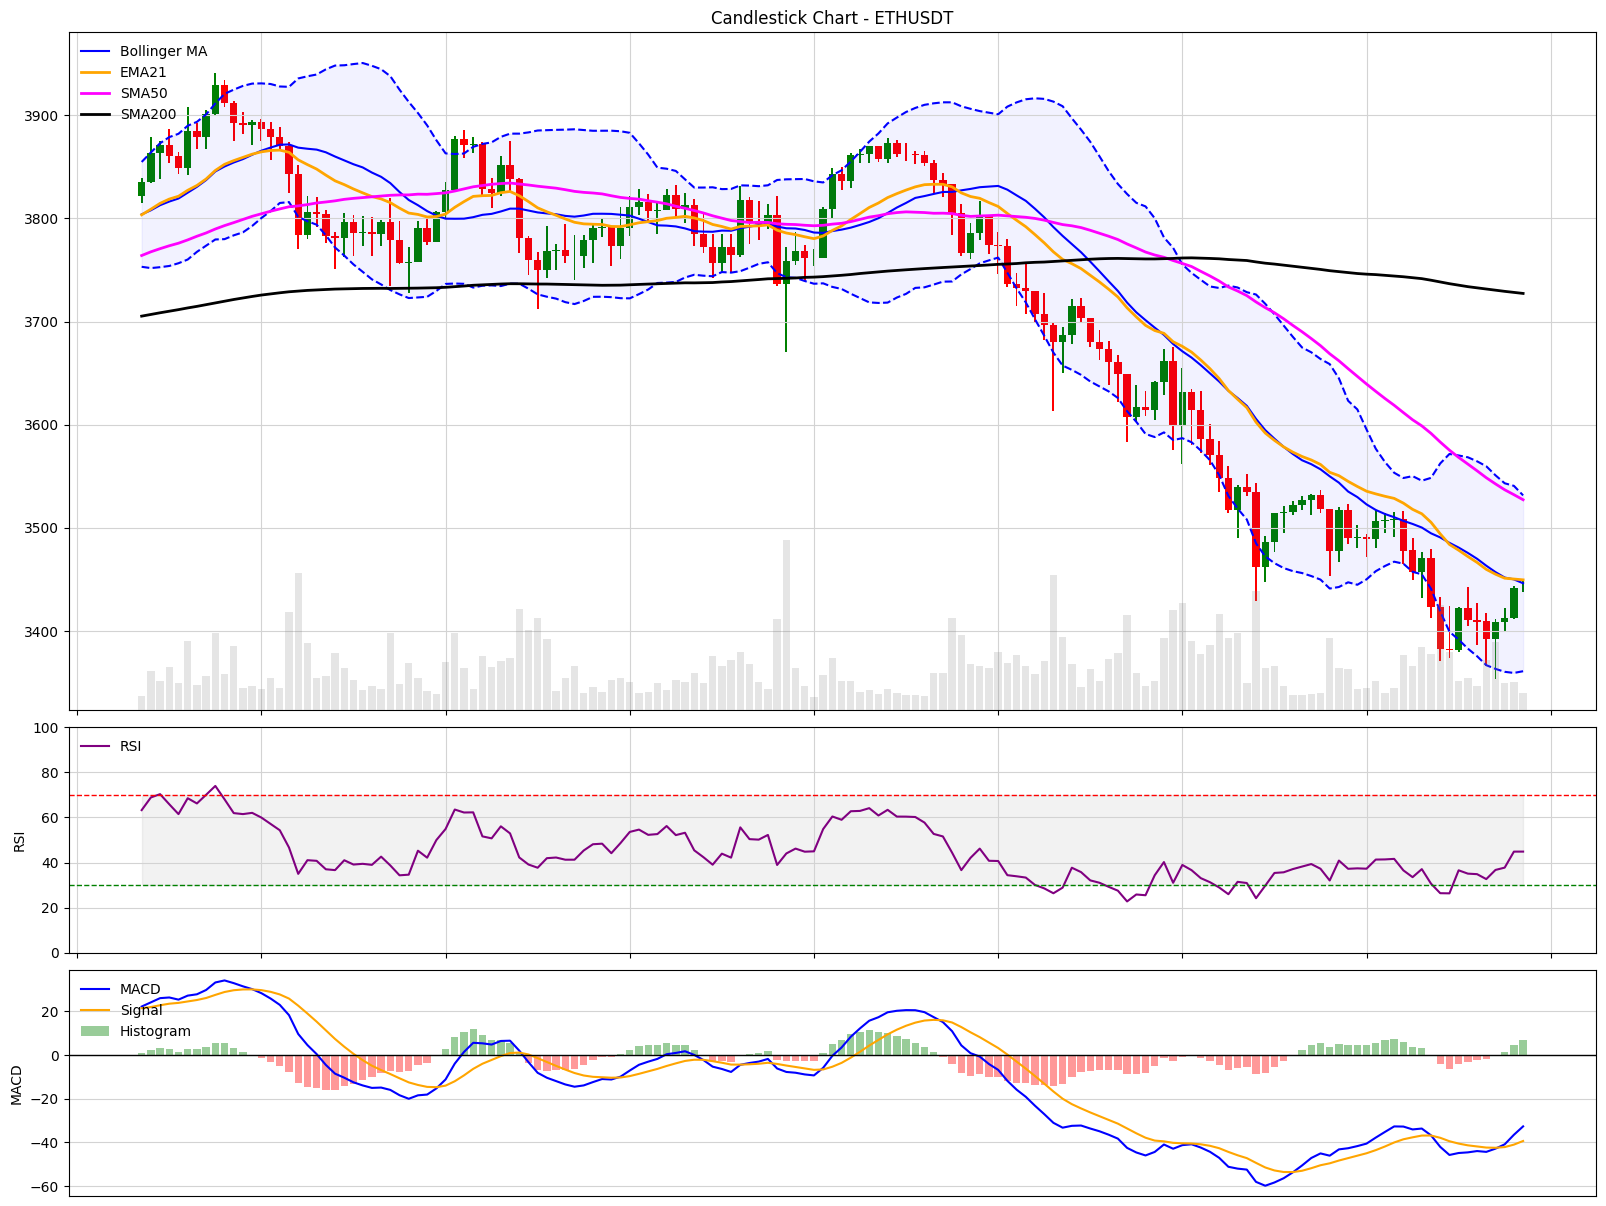 Candlestick Chart - ETHUSDT
Bollinger MA
EMA21
SMA50
SMA200
3900
3800
3700
3600
3500
3400
RSI
100
80
60
40
20
0
RSI
MACD
Signal
Histogram
20
0
−20
−40
−60
MACD